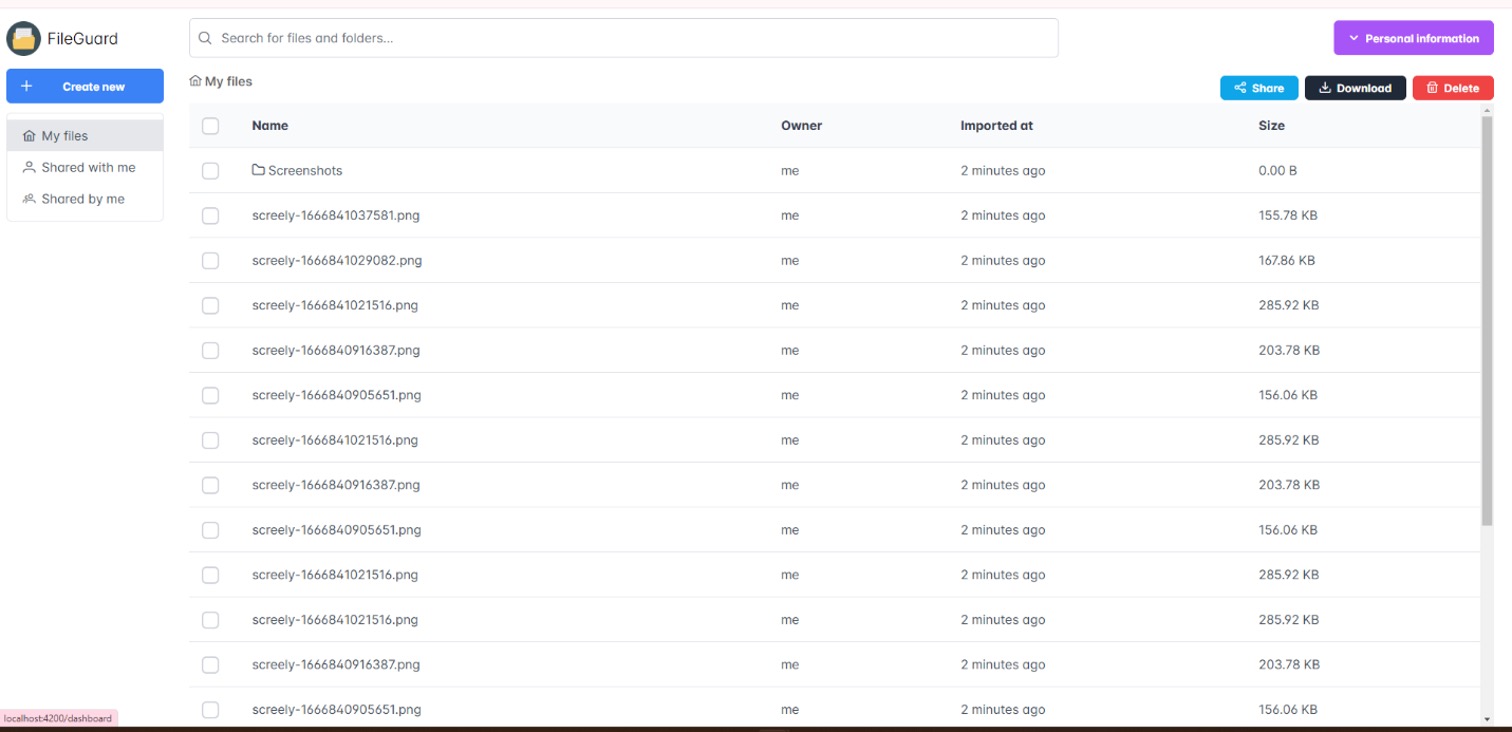 FileGuard
Search for files and folders...
Personal information
Create new
My files
Share Download Delete
My files
Shared with me
Shared by me
Name Owner Imported at Size
Screenshots me 2 minutes ago 0.00 B
screely-1666841037581.png me 2 minutes ago 155.78 KB
screely-1666841029082.png me 2 minutes ago 167.86 KB
screely-1666841021516.png me 2 minutes ago 285.92 KB
screely-1666840916387.png me 2 minutes ago 203.78 KB
screely-1666840905651.png me 2 minutes ago 156.06 KB
screely-1666841021516.png me 2 minutes ago 285.92 KB
screely-1666840916387.png me 2 minutes ago 203.78 KB
screely-1666840905651.png me 2 minutes ago 156.06 KB
screely-1666841021516.png me 2 minutes ago 285.92 KB
screely-1666841021516.png me 2 minutes ago 285.92 KB
screely-1666840916387.png me 2 minutes ago 203.78 KB
screely-1666840905651.png me 2 minutes ago 156.06 KB
localhost:4200/dashboard